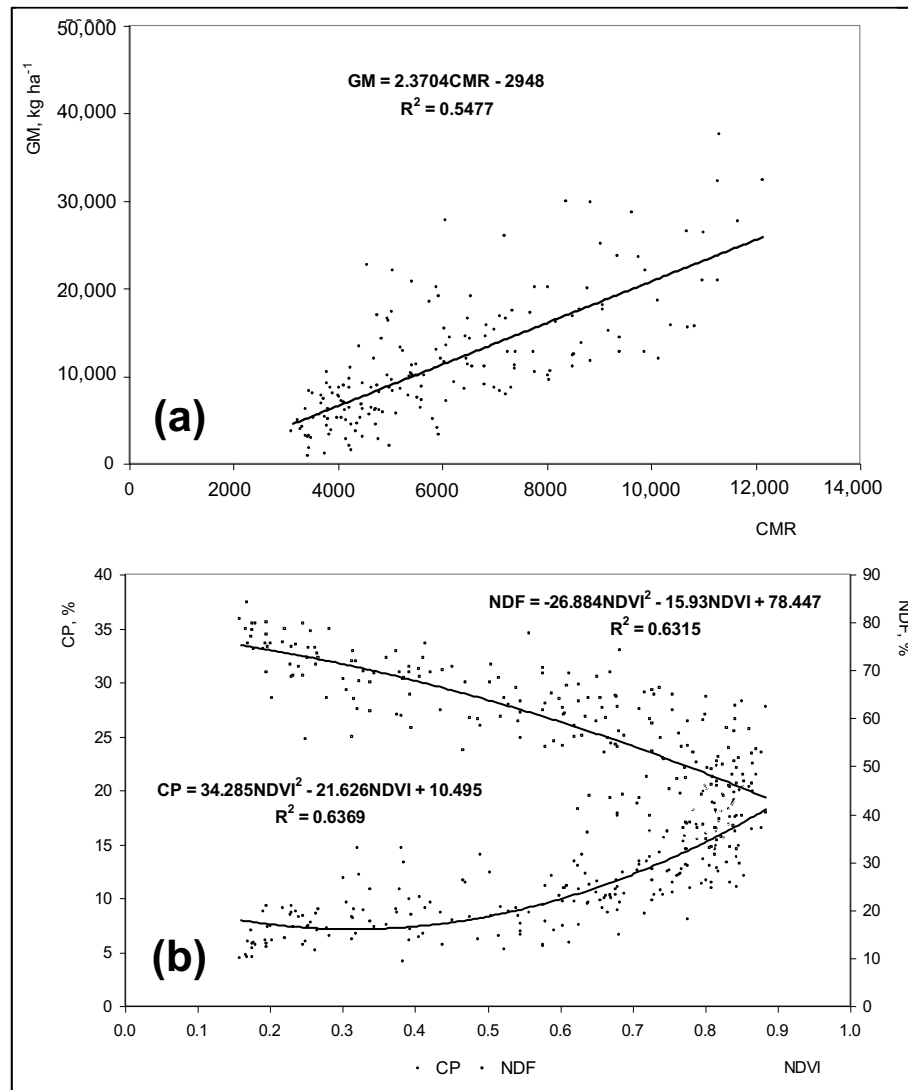 50,000
GM = 2.3704CMR - 2948
R² = 0.5477
GM, kg ha⁻¹
40,000
30,000
20,000
10,000
0
(a)
0 2000 4000 6000 8000 10,000 12,000 14,000
CMR
40 90
CP, %
NDF = -26.884NDVI² - 15.93NDVI + 78.447
R² = 0.6315
NDF, %
35 80
30 70
25 60
CP = 34.285NDVI² - 21.626NDVI + 10.495
R² = 0.6369
20 50
15 40
10 30
5 20
0 10
0
(b)
0.0 0.1 0.2 0.3 0.4 0.5 0.6 0.7 0.8 0.9 1.0
CP NDF NDVI